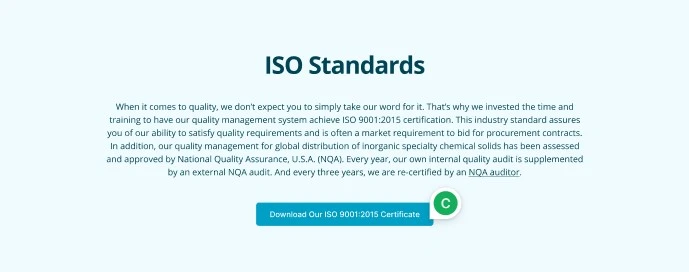 ISO Standards
When it comes to quality, we don't expect you to simply take our word for it. That's why we invested the time and
training to have our quality management system achieve ISO 9001:2015 certification. This industry standard assures
you of our ability to satisfy quality requirements and is often a market requirement to bid for procurement contracts.
In addition, our quality management for global distribution of inorganic specialty chemical solids has been assessed
and approved by National Quality Assurance, U.S.A. (NQA). Every year, our own internal quality audit is supplemented
by an external NQA audit. And every three years, we are re-certified by an NQA auditor.
Download Our ISO 9001:2015 Certificate
C